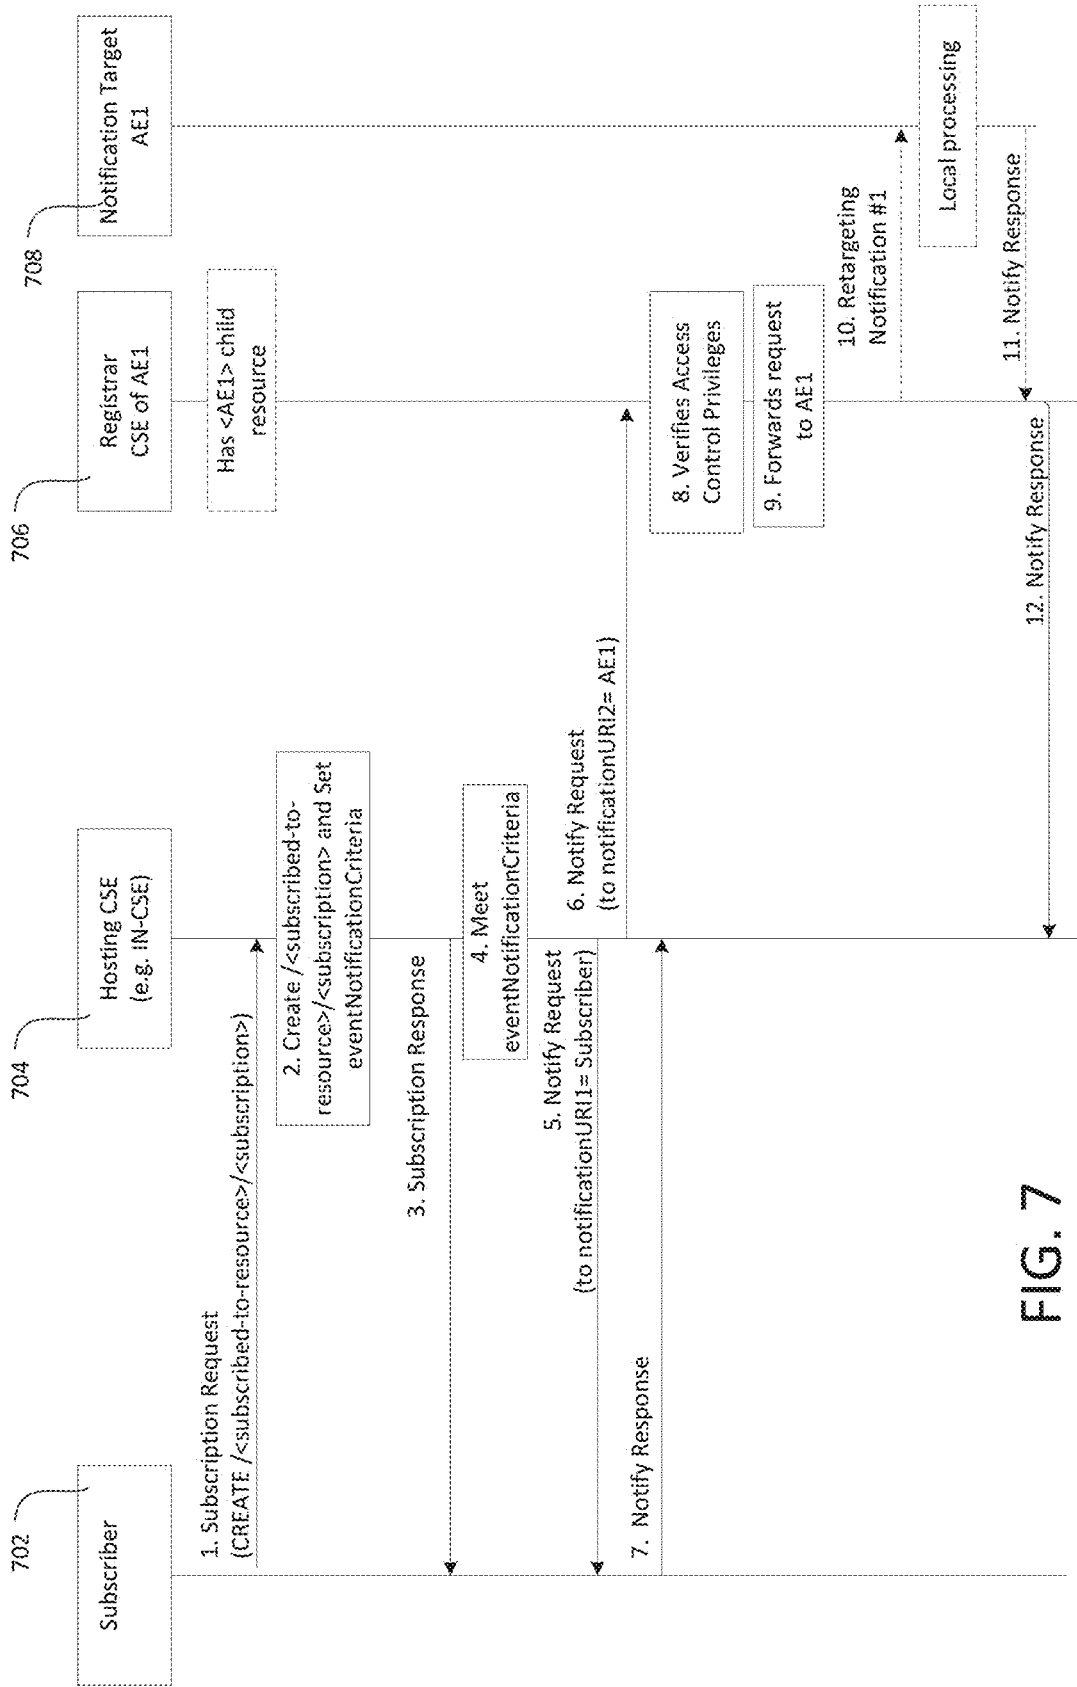 702
704
706
708
Subscriber
Hosting CSE
(e.g. IN-CSE)
Registrar
CSE of AE1
Notification Target
AE1
Has <AE1> child
resource
1. Subscription Request
(CREATE /<subscribed-to-resource>/<subscription>)
2. Create /<subscribed-to-
resource>/<subscription> and Set
eventNotificationCriteria
3. Subscription Response
4. Meet
eventNotificationCriteria
5. Notify Request
(to notificationURI1= Subscriber)
6. Notify Request
(to notificationURI2= AE1)
7. Notify Response
8. Verifies Access
Control Privileges
9. Forwards request
to AE1
10. Retargeting
Notification #1
Local processing
11. Notify Response
12. Notify Response
FIG. 7